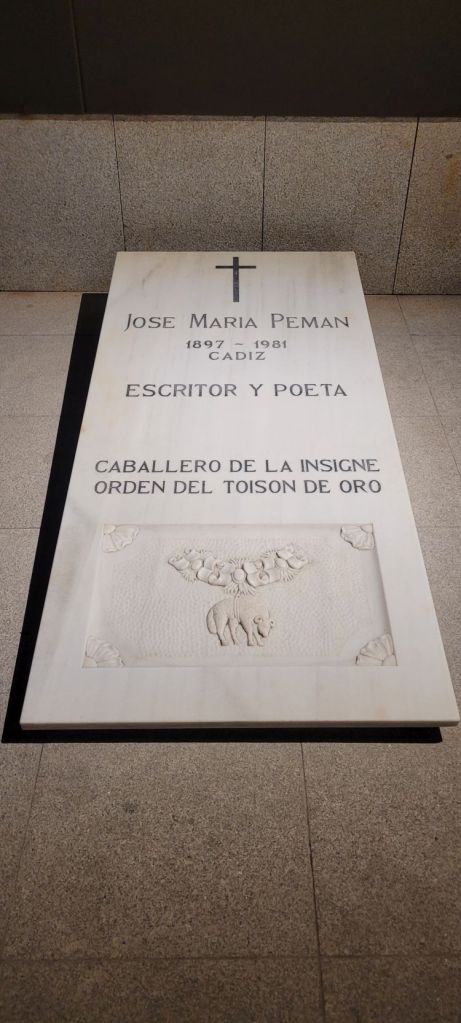 JOSE MARIA PEMAN
1897 ~ 1981
CADIZ
ESCRITOR Y POETA
CABALLERO DE LA INSIGNE
ORDEN DEL TOISON DE ORO